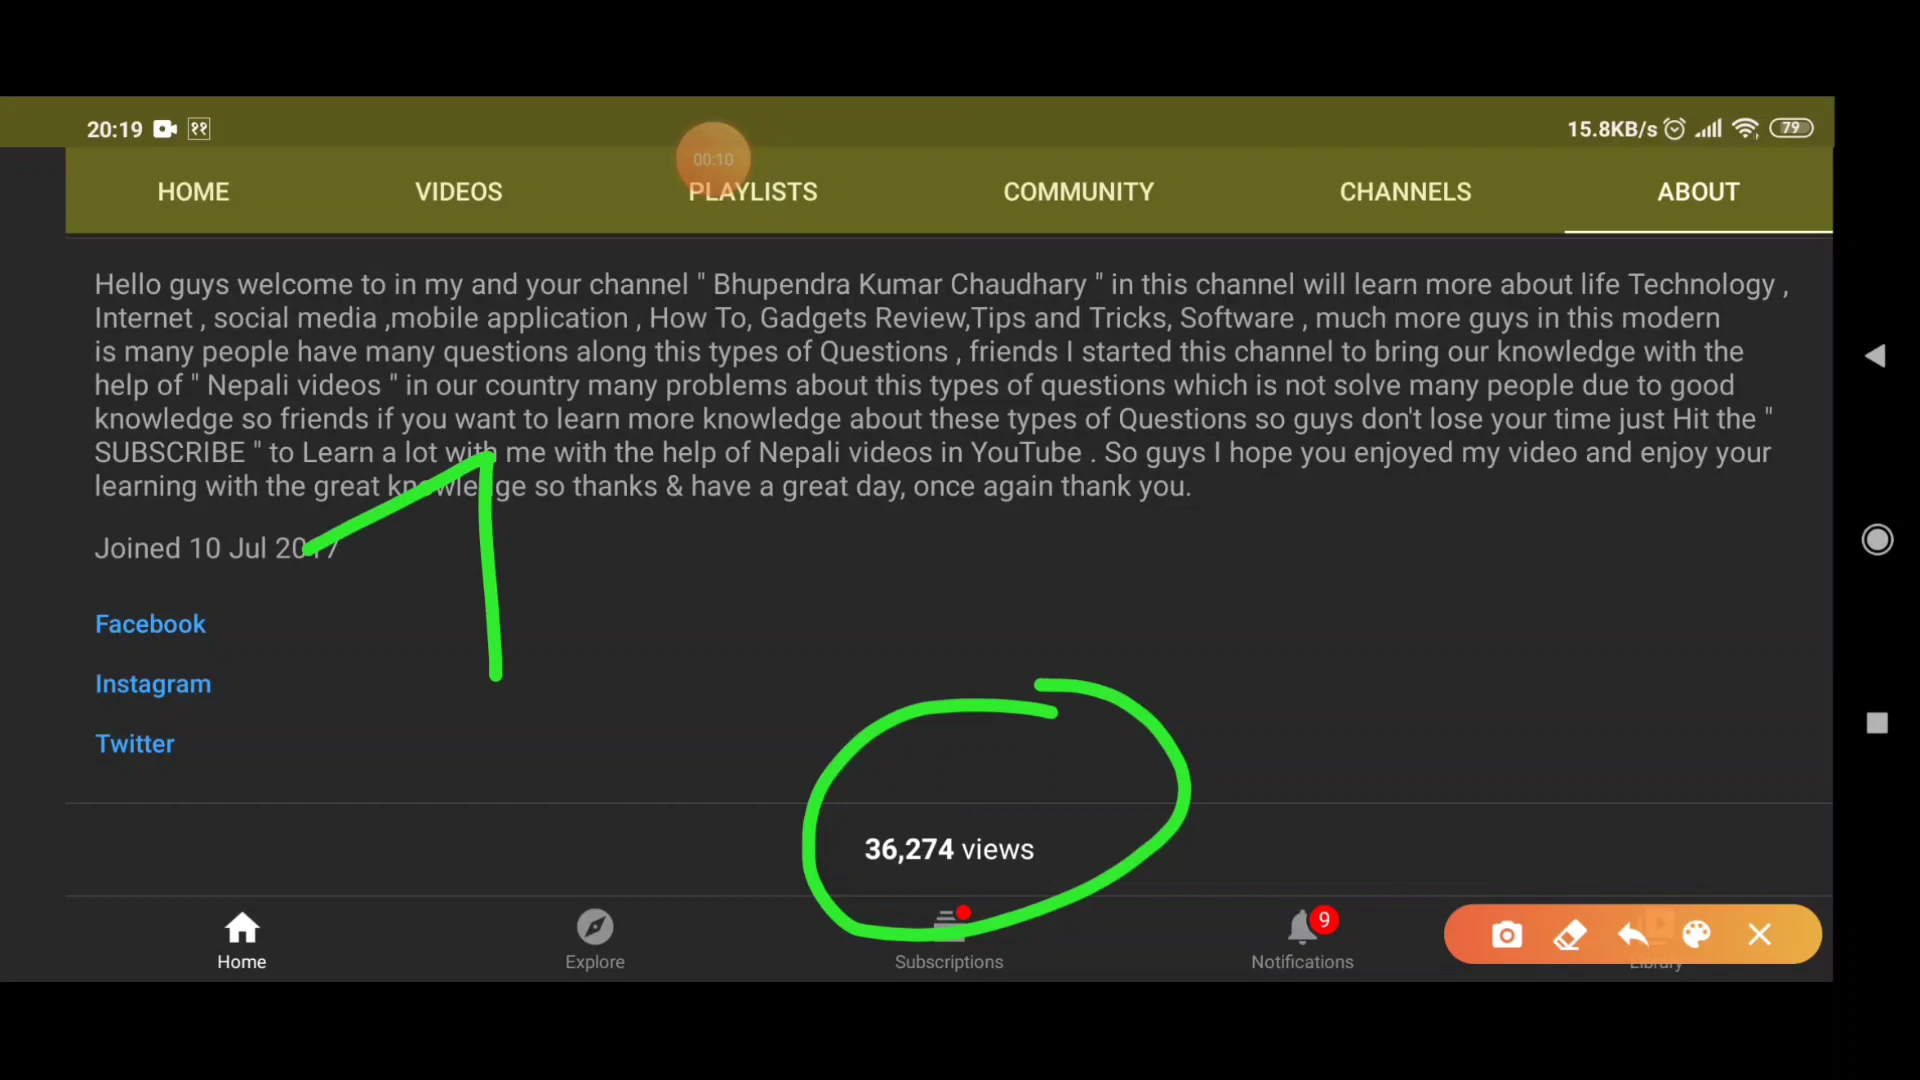 20:19 ११ 15.8KB/s 79
00:10
HOME VIDEOS PLAYLISTS COMMUNITY CHANNELS ABOUT
Hello guys welcome to in my and your channel " Bhupendra Kumar Chaudhary " in this channel will learn more about life Technology ,
Internet , social media ,mobile application , How To, Gadgets Review,Tips and Tricks, Software , much more guys in this modern
is many people have many questions along this types of Questions , friends I started this channel to bring our knowledge with the
help of " Nepali videos " in our country many problems about this types of questions which is not solve many people due to good
knowledge so friends if you want to learn more knowledge about these types of Questions so guys don't lose your time just Hit the "
SUBSCRIBE " to Learn a lot with me with the help of Nepali videos in YouTube . So guys I hope you enjoyed my video and enjoy your
learning with the great knowledge so thanks & have a great day, once again thank you.
Joined 10 Jul 2017
Facebook
Instagram
Twitter
36,274 views
9
Home Explore Subscriptions Notifications Library